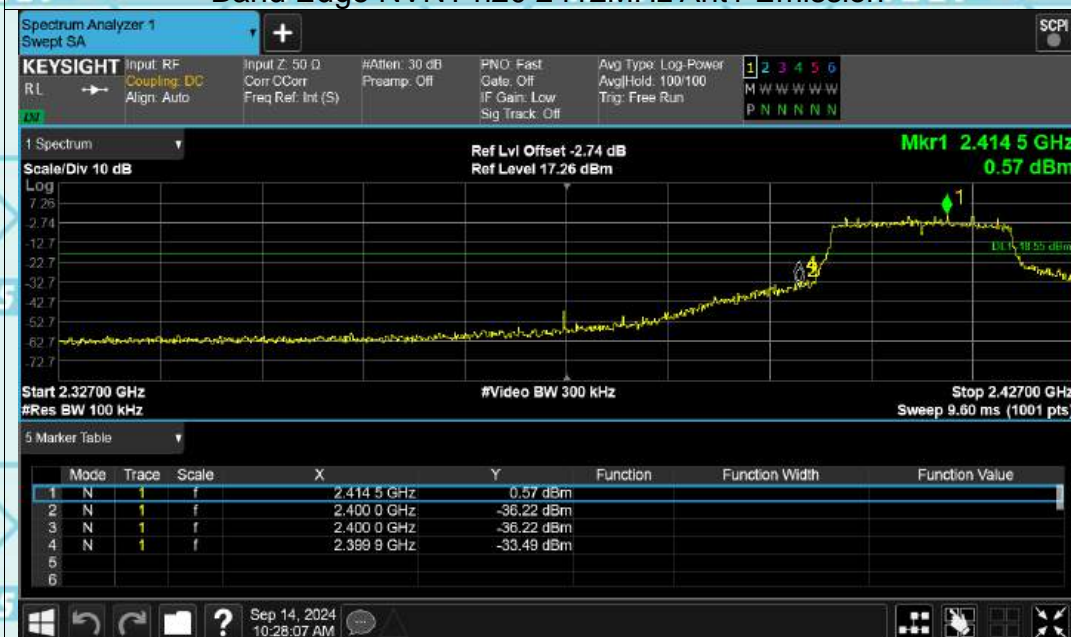 Spectrum Analyzer 1
Swept SA
+
SCPI
KEYSIGHT
RL
Input: RF
Coupling: DC
Align: Auto
Input Z: 50 Ω
Corr CCorr
Freq Ref: Int (S)
#Atten: 30 dB
Preamp: Off
PNO: Fast
Gate: Off
IF Gain: Low
Sig Track: Off
Avg Type: Log-Power
Avg|Hold: 100/100
Trig: Free Run
1 2 3 4 5 6
M W W W W W
P N N N N N
1 Spectrum
Scale/Div 10 dB
Ref Lvl Offset -2.74 dB
Ref Level 17.26 dBm
Mkr1 2.414 5 GHz
0.57 dBm
Log
7.26
-2.74
-12.7
-22.7
-32.7
-42.7
-52.7
-62.7
-72.7
1
Start 2.32700 GHz
#Res BW 100 kHz
#Video BW 300 kHz
Stop 2.42700 GHz
Sweep 9.60 ms (1001 pts)
5 Marker Table
Mode Trace Scale X Y Function Function Width Function Value
1 N 1 f 2.414 5 GHz 0.57 dBm
2 N 1 f 2.400 0 GHz -36.22 dBm
3 N 1 f 2.400 0 GHz -36.22 dBm
4 N 1 f 2.399 9 GHz -33.49 dBm
5
6
?
Sep 14, 2024
10:28:07 AM